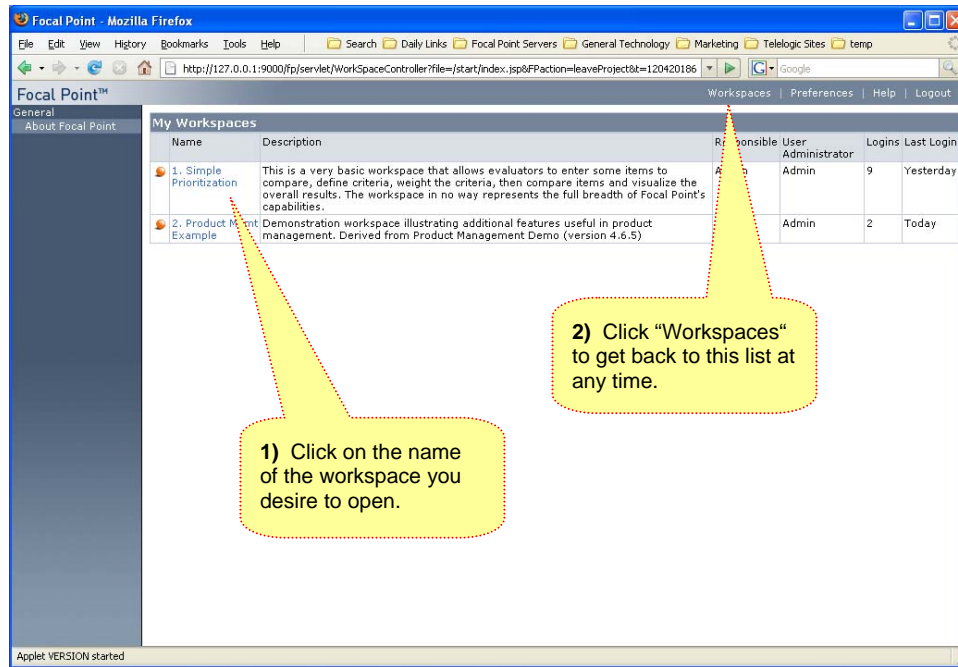 Focal Point - Mozilla Firefox
File Edit View History Bookmarks Tools Help Search Daily Links Focal Point Servers General Technology Marketing Telelogic Sites temp
http://127.0.0.1:9000/fp/servlet/WorkSpaceController?file=/start/index.jsp&FPaction=leaveProject&t=120420186 G Google
Focal Point™ Workspaces | Preferences | Help | Logout
General
About Focal Point
My Workspaces
Name Description Responsible User Administrator Logins Last Login
1. Simple Prioritization
This is a very basic workspace that allows evaluators to enter some items to
compare, define criteria, weight the criteria, then compare items and visualize the
overall results. The workspace in no way represents the full breadth of Focal Point's
capabilities.
Admin 9 Yesterday
2. Product Mgmt Example
Demonstration workspace illustrating additional features useful in product
management. Derived from Product Management Demo (version 4.6.5)
Admin 2 Today
2) Click “Workspaces“
to get back to this list at
any time.
1) Click on the name
of the workspace you
desire to open.
Applet VERSION started